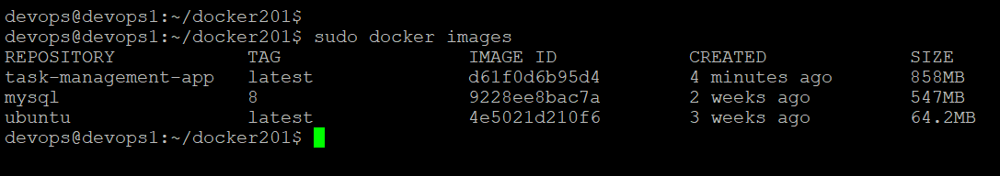 devops@devops1:~/docker201$
devops@devops1:~/docker201$ sudo docker images
REPOSITORY TAG IMAGE ID CREATED SIZE
task-management-app latest d61f0d6b95d4 4 minutes ago 858MB
mysql 8 9228ee8bac7a 2 weeks ago 547MB
ubuntu latest 4e5021d210f6 3 weeks ago 64.2MB
devops@devops1:~/docker201$